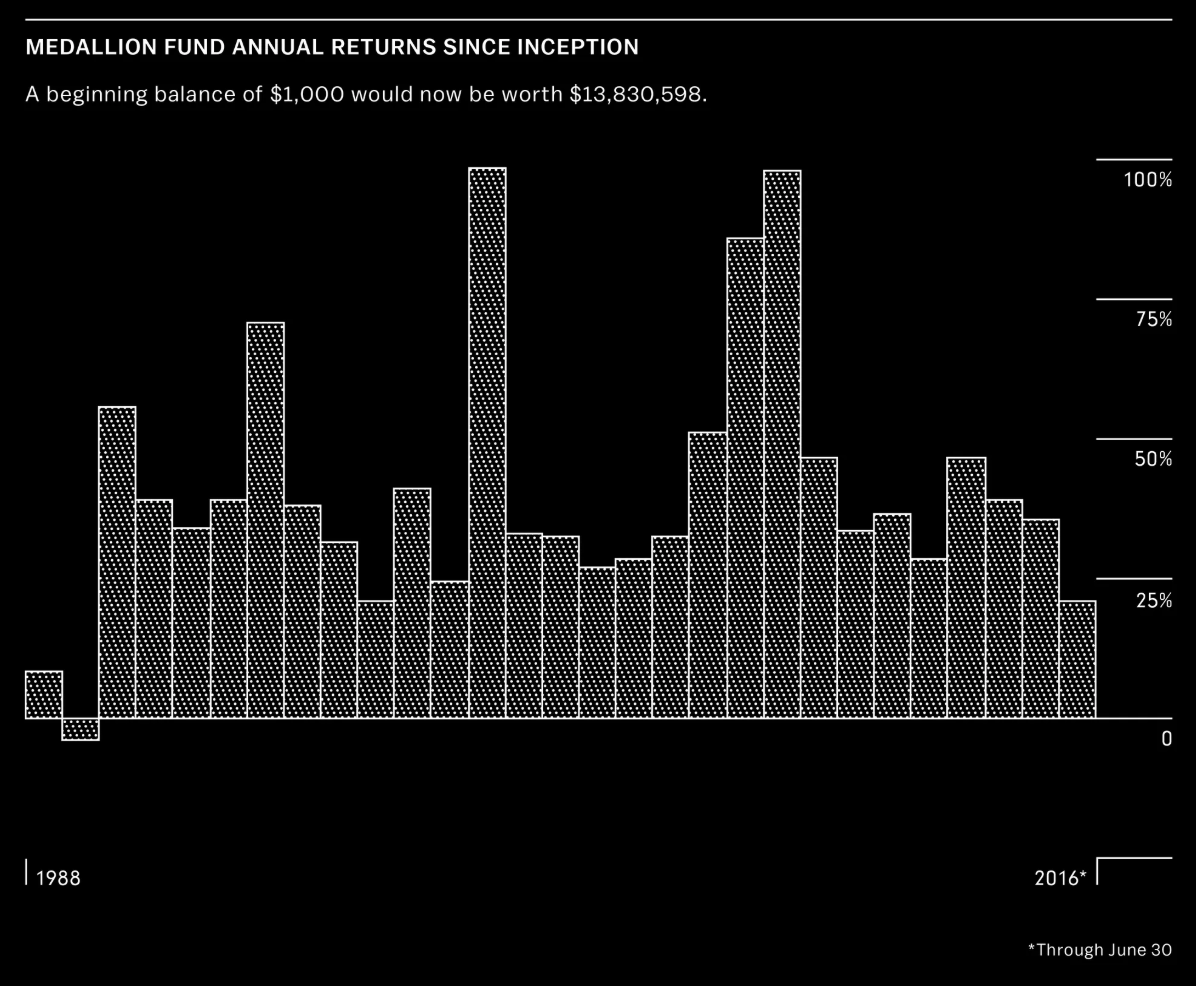 MEDALLION FUND ANNUAL RETURNS SINCE INCEPTION
A beginning balance of $1,000 would now be worth $13,830,598.
100%
75%
50%
25%
0
1988
2016*
*Through June 30